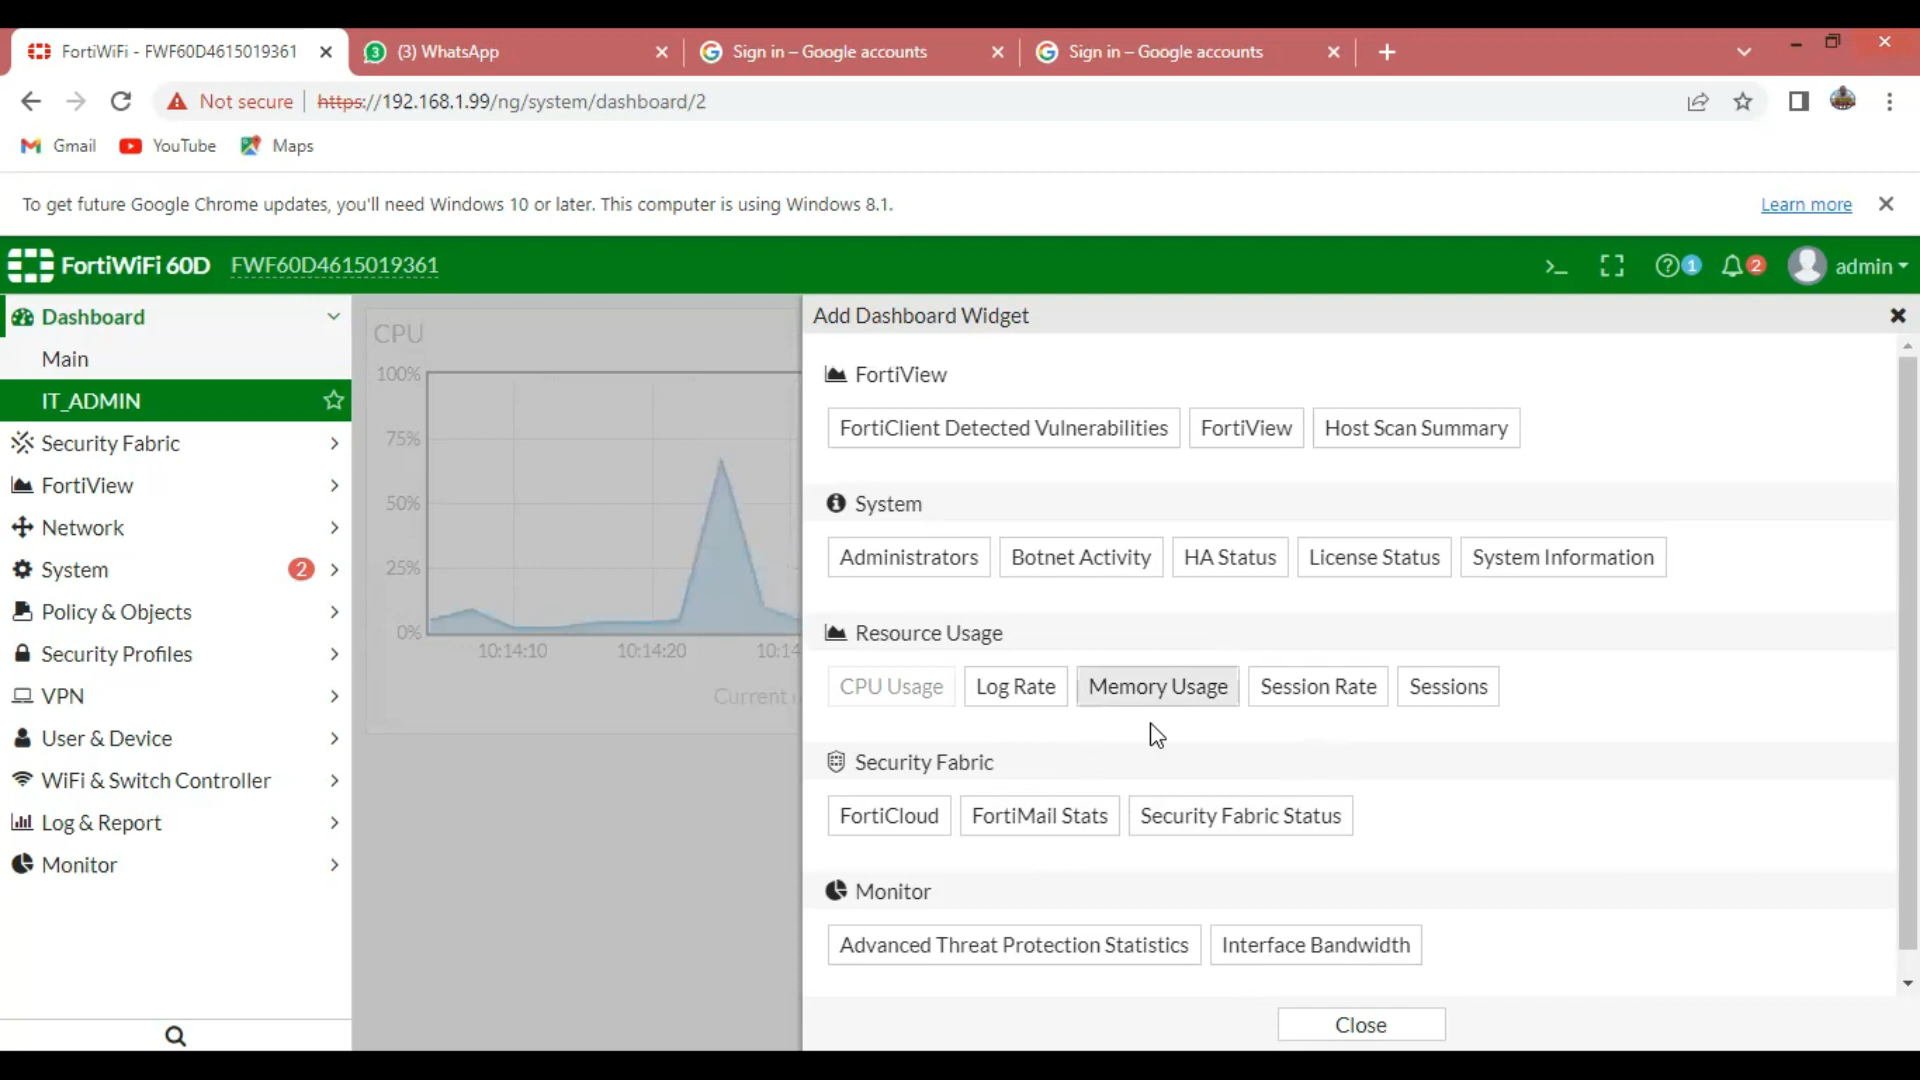 FortiWiFi - FWF60D4615019361
3 (3) WhatsApp
Sign in – Google accounts
Sign in – Google accounts
Not secure https://192.168.1.99/ng/system/dashboard/2
Gmail YouTube Maps
To get future Google Chrome updates, you'll need Windows 10 or later. This computer is using Windows 8.1. Learn more
FortiWiFi 60D FWF60D4615019361 1 2 admin
Dashboard
Main
IT_ADMIN
Security Fabric
FortiView
Network
System 2
Policy & Objects
Security Profiles
VPN
User & Device
WiFi & Switch Controller
Log & Report
Monitor
CPU
100%
75%
50%
25%
0%
10:14:10 10:14:20 10:14
Current
Add Dashboard Widget
FortiView
FortiClient Detected Vulnerabilities FortiView Host Scan Summary
System
Administrators Botnet Activity HA Status License Status System Information
Resource Usage
CPU Usage Log Rate Memory Usage Session Rate Sessions
Security Fabric
FortiCloud FortiMail Stats Security Fabric Status
Monitor
Advanced Threat Protection Statistics Interface Bandwidth
Close